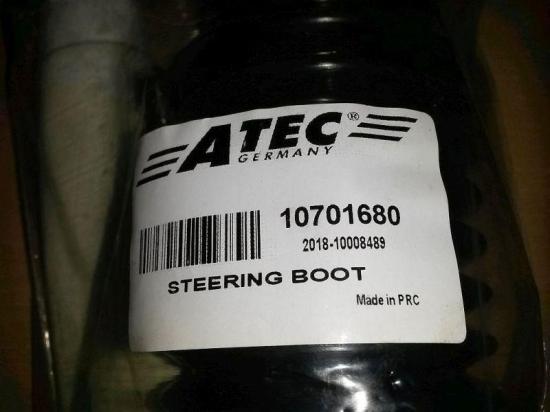 ATEC®
GERMANY
10701680
2018-10008489
STEERING BOOT
Made in PRC